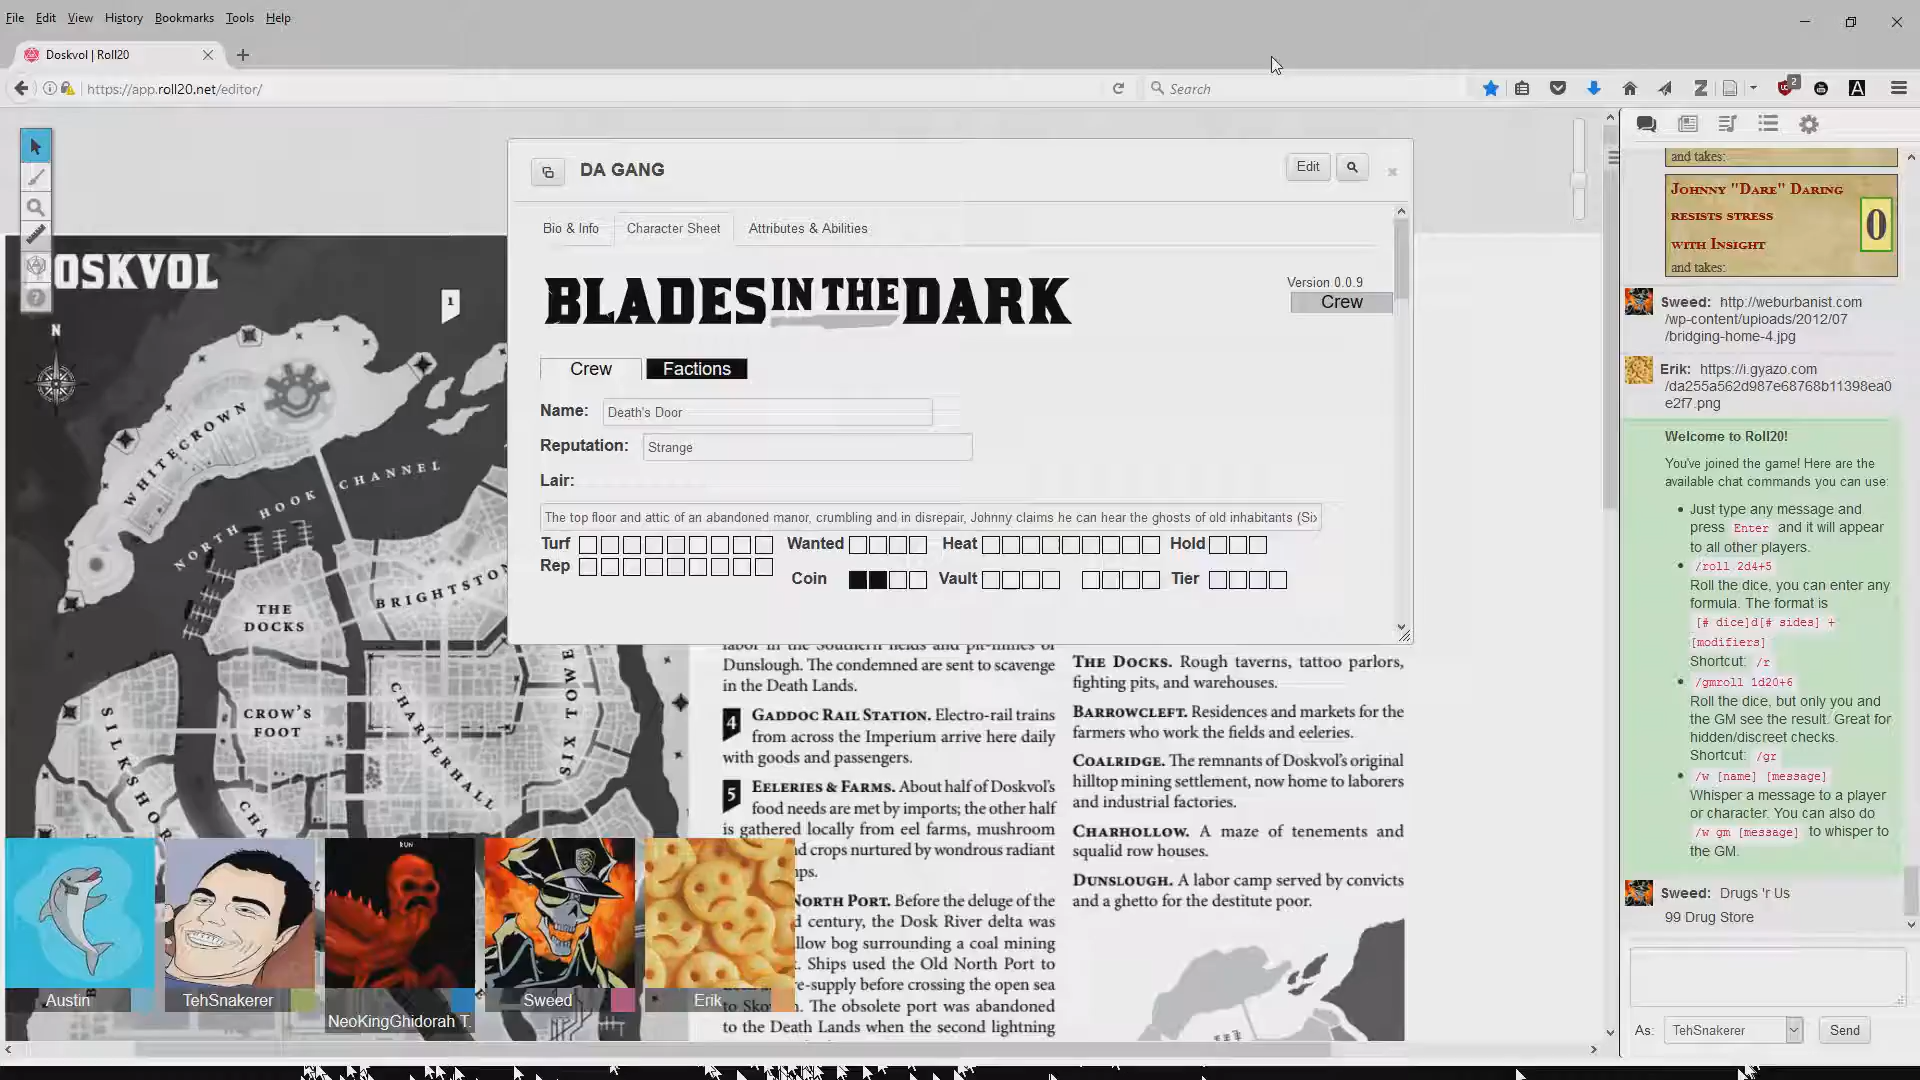 File Edit View History Bookmarks Tools Help
Doskvol | Roll20
https://app.roll20.net/editor/
Search
2
DOSKVOL
N
1
WHITECROWN
NORTH HOOK CHANNEL
BRIGHTSTON
THE DOCKS
CROW'S FOOT
CHARTERHALL
SIX TOWE
SILKSHOR
CHA
DA GANG
Edit
Bio & Info Character Sheet Attributes & Abilities
BLADES IN THE DARK
Version 0.0.9
Crew
Crew Factions
Name: Death's Door
Reputation: Strange
Lair:
The top floor and attic of an abandoned manor, crumbling and in disrepair, Johnny claims he can hear the ghosts of old inhabitants (Six
Turf Wanted Heat Hold
Rep
Coin Vault Tier
labor in the Southern fields and pit-mines of
Dunslough. The condemned are sent to scavenge
in the Death Lands.
4 GADDOC RAIL STATION. Electro-rail trains
from across the Imperium arrive here daily
with goods and passengers.
5 EELERIES & FARMS. About half of Doskvol's
food needs are met by imports; the other half
is gathered locally from eel farms, mushroom
d crops nurtured by wondrous radiant
ps.
NORTH PORT. Before the deluge of the
d century, the Dosk River delta was
llow bog surrounding a coal mining
. Ships used the Old North Port to
re-supply before crossing the open sea
to Skov n. The obsolete port was abandoned
to the Death Lands when the second lightning
THE DOCKS. Rough taverns, tattoo parlors,
fighting pits, and warehouses.
BARROWCLEFT. Residences and markets for the
farmers who work the fields and eeleries.
COALRIDGE. The remnants of Doskvol's original
hilltop mining settlement, now home to laborers
and industrial factories.
CHARHOLLOW. A maze of tenements and
squalid row houses.
DUNSLOUGH. A labor camp served by convicts
and a ghetto for the destitute poor.
RUN
Austin
TehSnakerer
NeoKingGhidorah T.
Sweed
Erik
and takes:
JOHNNY "DARE" DARING
RESISTS STRESS
WITH INSIGHT
0
and takes:
Sweed: http://weburbanist.com
/wp-content/uploads/2012/07
/bridging-home-4.jpg
Erik: https://i.gyazo.com
/da255a562d987e68768b11398ea0
e2f7.png
Welcome to Roll20!
You've joined the game! Here are the
available chat commands you can use:
• Just type any message and
press Enter and it will appear
to all other players.
• /roll 2d4+5
Roll the dice, you can enter any
formula. The format is
[# dice]d[# sides] +
[modifiers]
Shortcut: /r
• /gmroll 1d20+6
Roll the dice, but only you and
the GM see the result. Great for
hidden/discreet checks.
Shortcut: /gr
• /w [name] [message]
Whisper a message to a player
or character. You can also do
/w gm [message] to whisper to
the GM.
Sweed: Drugs 'r Us
99 Drug Store
As: TehSnakerer Send